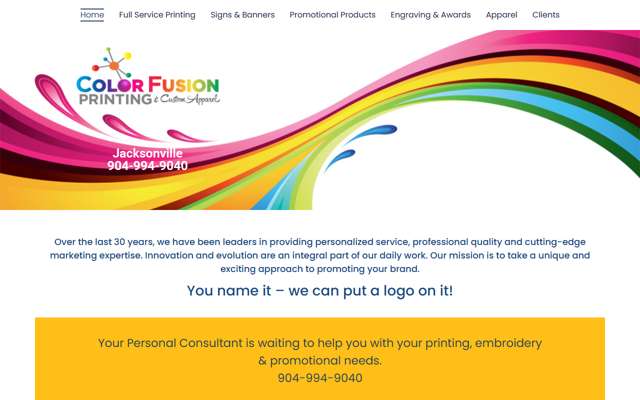 Home Full Service Printing Signs & Banners Promotional Products Engraving & Awards Apparel Clients
COLOR FUSION
PRINTING & Custom Apparel
Jacksonville
904-994-9040
Over the last 30 years, we have been leaders in providing personalized service, professional quality and cutting-edge
marketing expertise. Innovation and evolution are an integral part of our daily work. Our mission is to take a unique and
exciting approach to promoting your brand.
You name it – we can put a logo on it!
Your Personal Consultant is waiting to help you with your printing, embroidery
& promotional needs.
904-994-9040